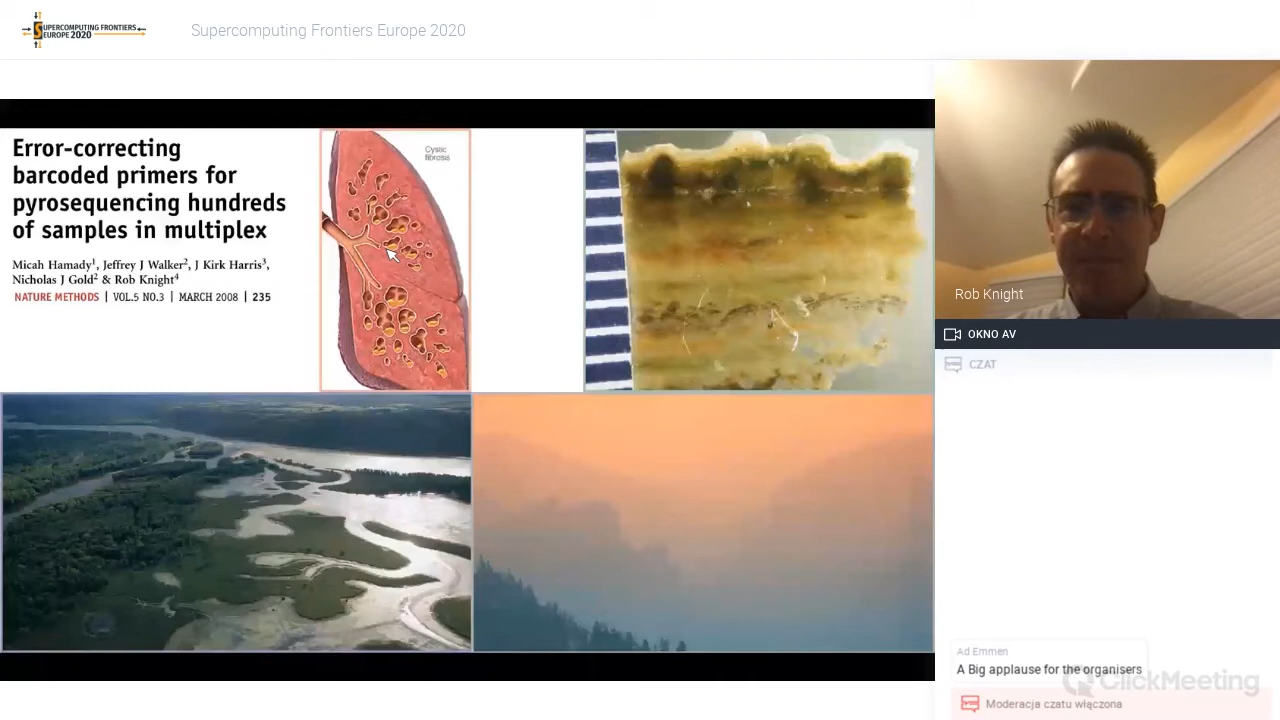 SUPERCOMPUTING FRONTIERS
EUROPE 2020
Supercomputing Frontiers Europe 2020
Error-correcting
barcoded primers for
pyrosequencing hundreds
of samples in multiplex
Micah Hamady1, Jeffrey J Walker2, J Kirk Harris3,
Nicholas J Gold2 & Rob Knight4
NATURE METHODS | VOL.5 NO.3 | MARCH 2008 | 235
Cystic
fibrosis
Rob Knight
OKNO AV
CZAT
Ad Emmen
A Big applause for the organisers
ClickMeeting
Moderacja czatu włączona